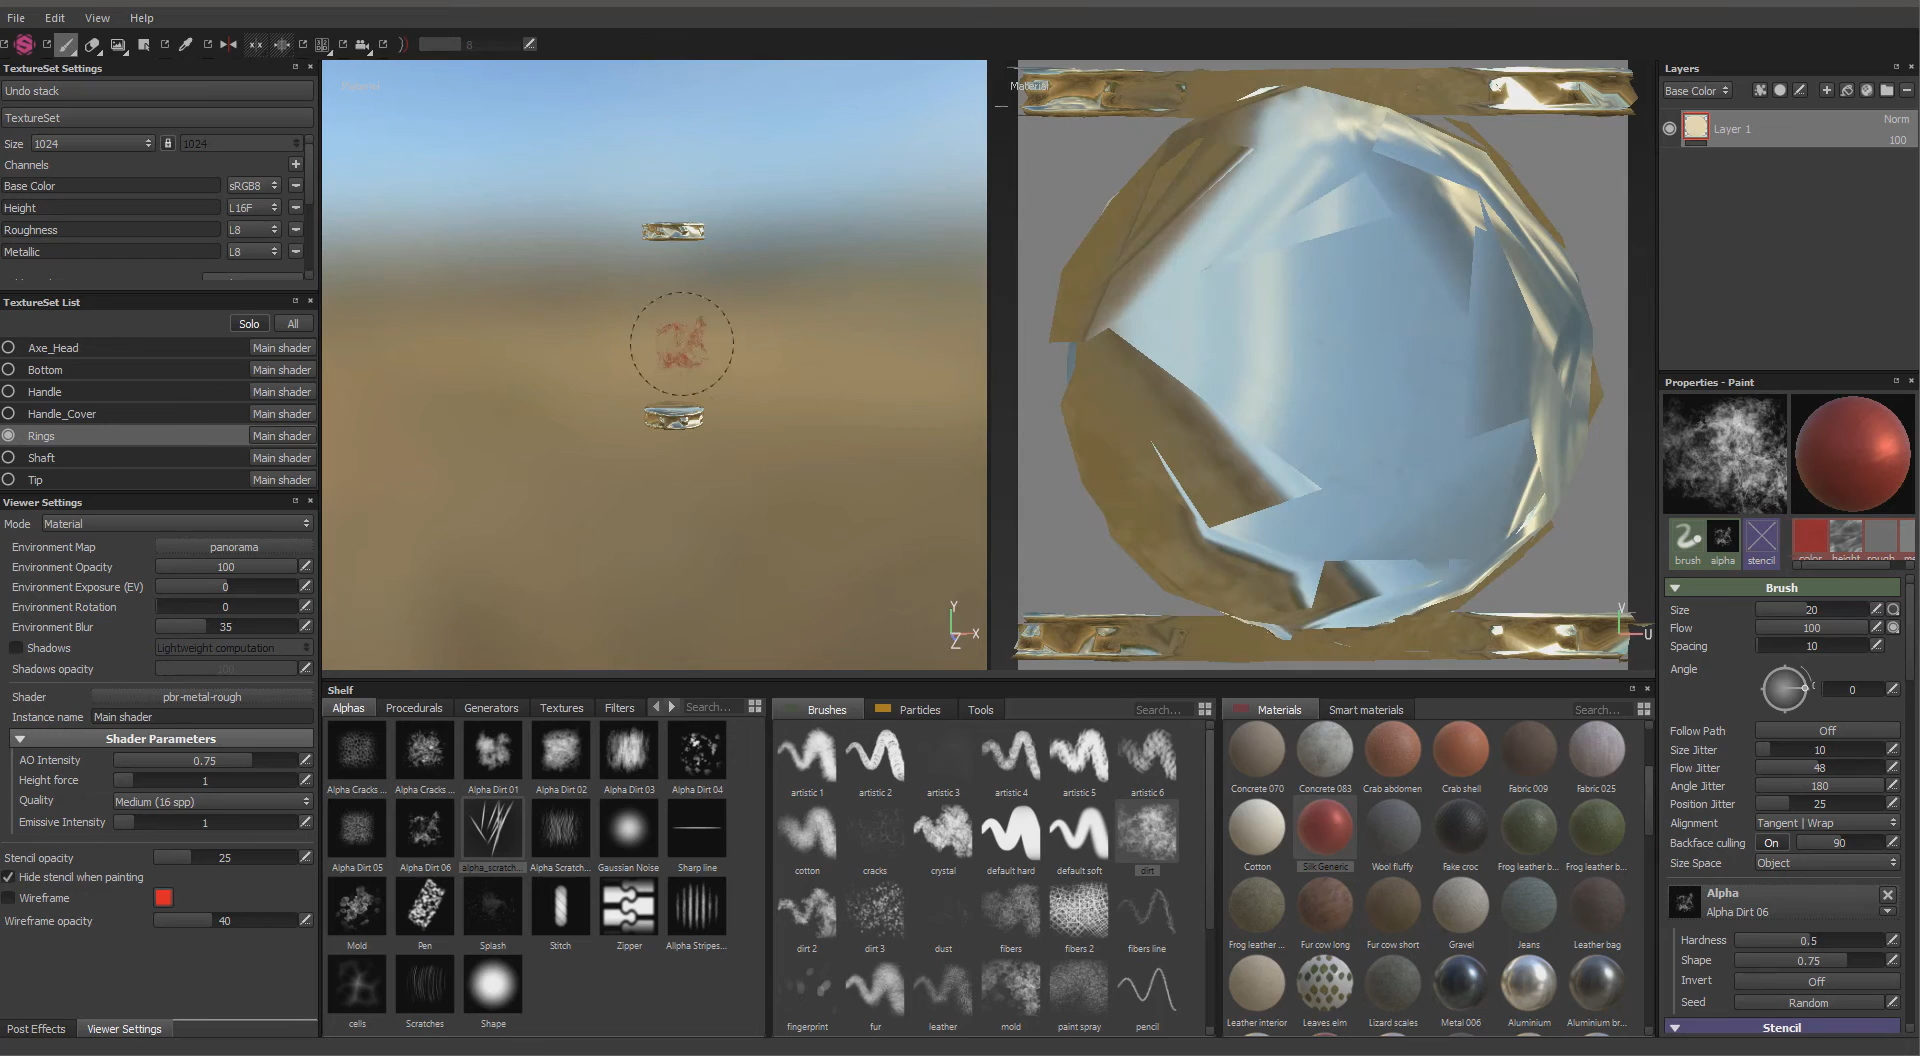 File Edit View Help
8
TextureSet Settings
Undo stack
TextureSet
Size 1024 1024
Channels
Base Color sRGB8
Height L16F
Roughness L8
Metallic L8
TextureSet List
Solo All
Axe_Head Main shader
Bottom Main shader
Handle Main shader
Handle_Cover Main shader
Rings Main shader
Shaft Main shader
Tip Main shader
Viewer Settings
Mode Material
Environment Map panorama
Environment Opacity 100
Environment Exposure (EV) 0
Environment Rotation 0
Environment Blur 35
Shadows Lightweight computation
Shadows opacity 100
Shader pbr-metal-rough
Instance name Main shader
Shader Parameters
AO Intensity 0.75
Height force 1
Quality Medium (16 spp)
Emissive Intensity 1
Stencil opacity 25
Hide stencil when painting
Wireframe
Wireframe opacity 40
Post Effects Viewer Settings
Material
Y
X
Z
Material
V
U
Shelf
Alphas Procedurals Generators Textures Filters Search...
Alpha Cracks ... Alpha Cracks ... Alpha Dirt 01 Alpha Dirt 02 Alpha Dirt 03 Alpha Dirt 04
Alpha Dirt 05 Alpha Dirt 06 alpha_scratch... Alpha Scratch... Gaussian Noise Sharp line
Mold Pen Splash Stitch Zipper Allpha Stripes...
cells Scratches Shape
Brushes Particles Tools Search...
artistic 1 artistic 2 artistic 3 artistic 4 artistic 5 artistic 6
cotton cracks crystal default hard default soft dirt
dirt 2 dirt 3 dust fibers fibers 2 fibers line
fingerprint fur leather mold paint spray pencil
Materials Smart materials Search...
Concrete 070 Concrete 083 Crab abdomen Crab shell Fabric 009 Fabric 025
Cotton Silk Generic Wool fluffy Fake croc Frog leather b... Frog leather b...
Frog leather ... Fur cow long Fur cow short Gravel Jeans Leather bag
Leather interior Leaves elm Lizard scales Metal 006 Aluminium Aluminium br...
Layers
Base Color
Layer 1 Norm
100
Properties - Paint
brush alpha stencil color height rough me
Brush
Size 20
Flow 100
Spacing 10
Angle 0
Follow Path Off
Size Jitter 10
Flow Jitter 48
Angle Jitter 180
Position Jitter 25
Alignment Tangent | Wrap
Backface culling On 90
Size Space Object
Alpha
Alpha Dirt 06
Hardness 0.5
Shape 0.75
Invert Off
Seed Random
Stencil